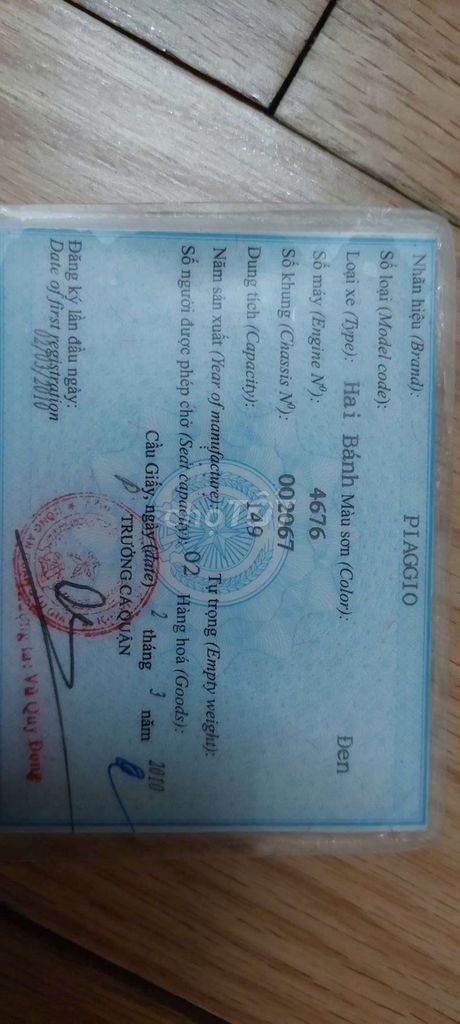 Nhãn hiệu (Brand): PIAGGIO
Số loại (Model code):
Loại xe (Type): Hai Bánh Màu sơn (Color): Đen
Số máy (Engine Nº): 4676
Số khung (Chassis Nº): 002067
Dung tích (Capacity): 149
Năm sản xuất (Year of manufacture): Tự trọng (Empty weight):
Số người được phép chở (Seat capacity): 02 Hàng hoá (Goods):
Cầu Giấy, ngày (date) 2 tháng 3 năm 2010
TRƯỞNG CA QUẬN
Đăng ký lần đầu ngày:
Date of first registration
02/03/2010
Vũ Quý Đông